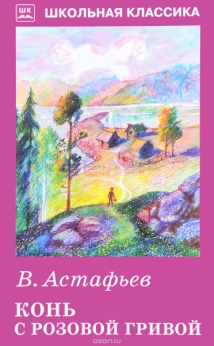 ШК
ШКОЛЬНАЯ КЛАССИКА
В. Астафьев
КОНЬ
С РОЗОВОЙ ГРИВОЙ